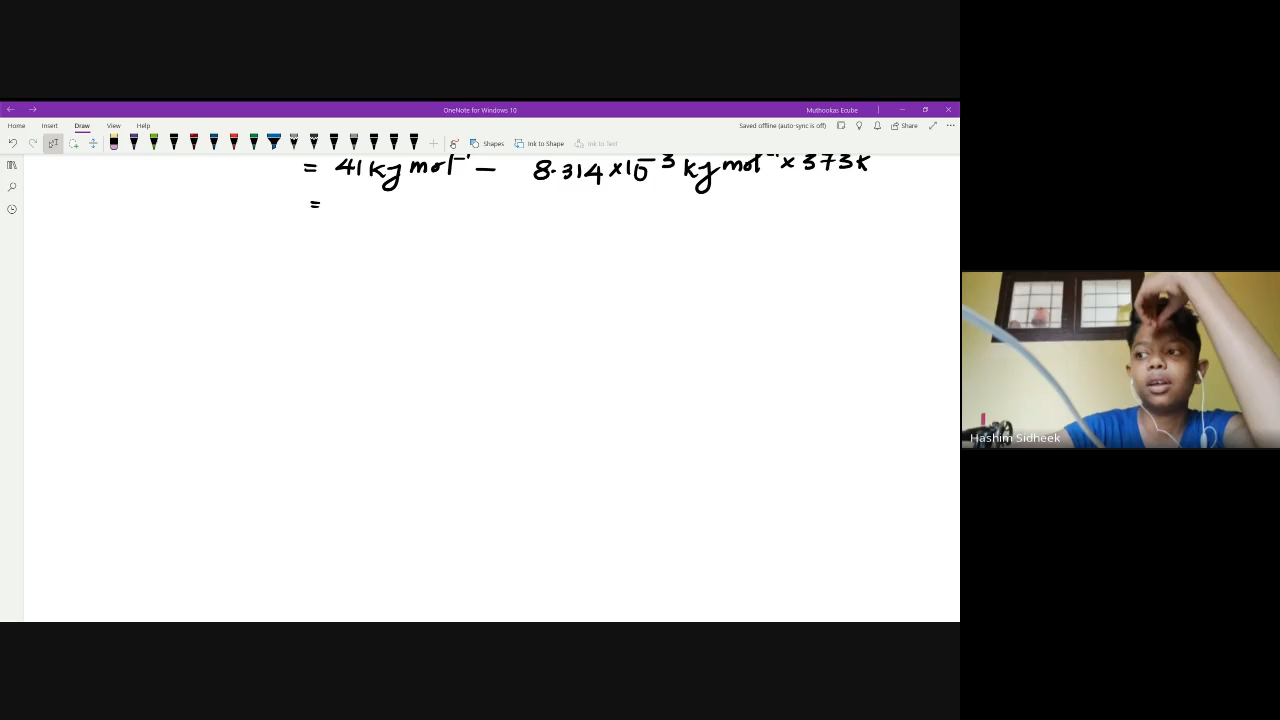 OneNote for Windows 10
Muthookas Ecube
Home Insert Draw View Help
Saved offline (auto-sync is off)
Share
Shapes
Ink to Shape
Ink to Text
= 41 kJ mol⁻¹ – 8.314 ×10⁻³ kJ mol⁻¹ × 373 K
=
Hashim Sidheek